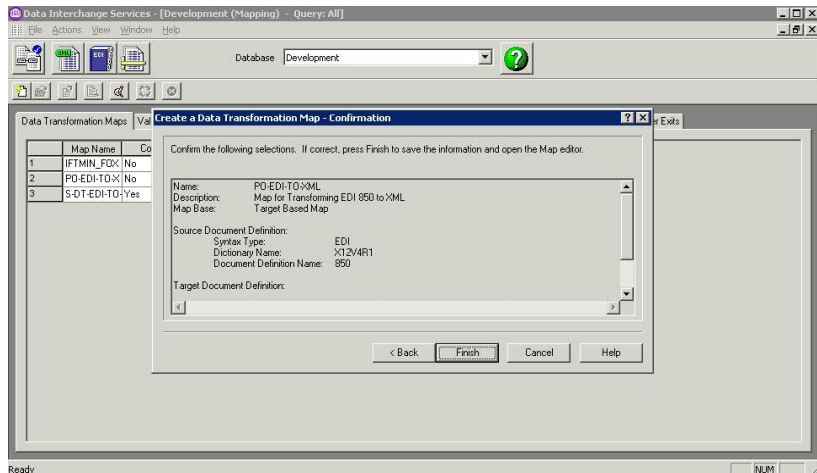 Data Interchange Services - [Development (Mapping) - Query: All]
File Actions View Window Help
XML
EDI
Database Development
?
Data Transformation Maps
Create a Data Transformation Map - Confirmation
Exits
Map Name
1 IFTMIN_FOX No
2 PO-EDI-TO-X No
3 S-DT-EDI-TO- Yes
Confirm the following selections. If correct, press Finish to save the information and open the Map editor.
Name: PO-EDI-TO-XML
Description: Map for Transforming EDI 850 to XML
Map Base: Target Based Map
Source Document Definition:
Syntax Type: EDI
Dictionary Name: X12V4R1
Document Definition Name: 850
Target Document Definition:
< Back Finish Cancel Help
Ready NUM